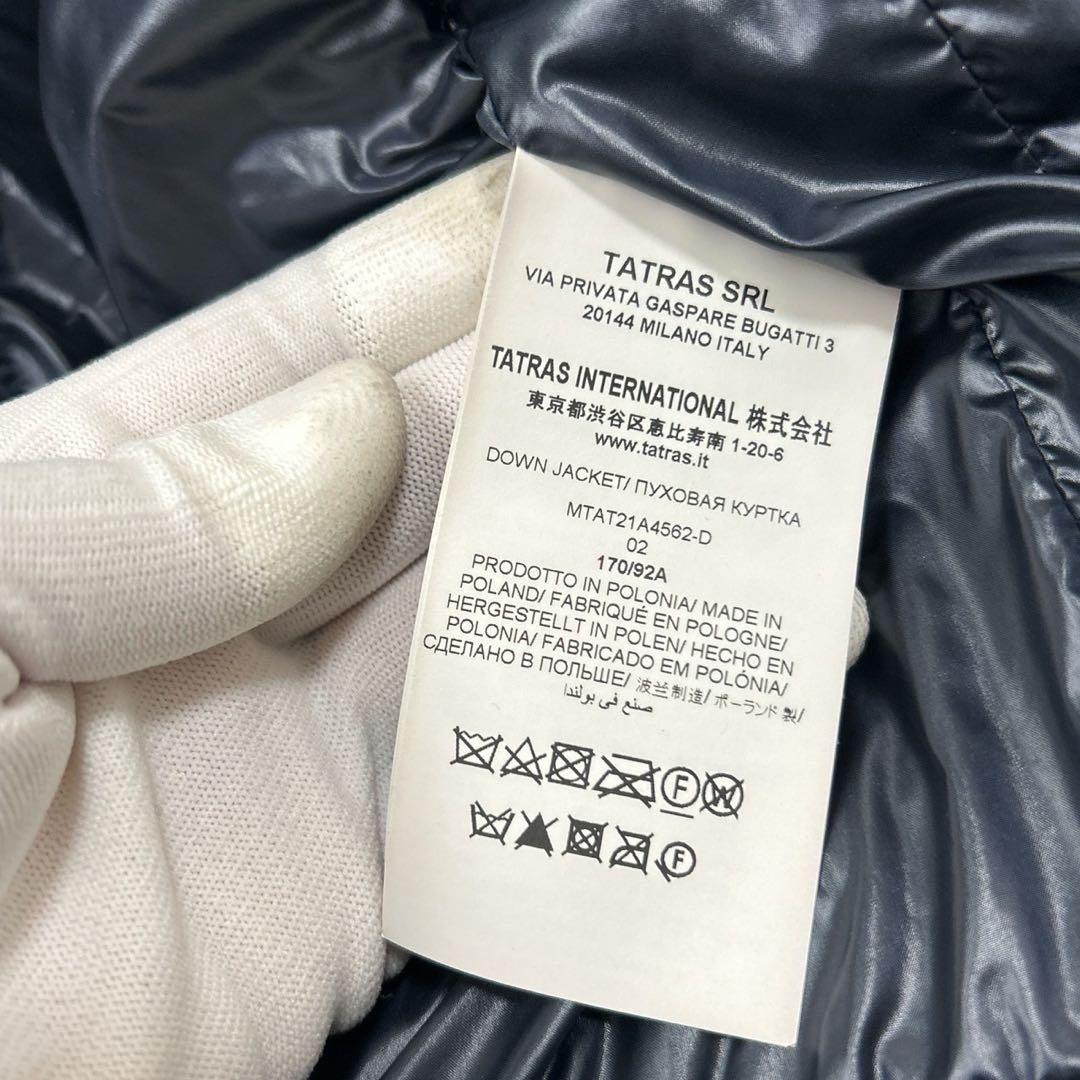 TATRAS SRL
VIA PRIVATA GASPARE BUGATTI 3
20144 MILANO ITALY
TATRAS INTERNATIONAL 株式会社
東京都渋谷区恵比寿南 1-20-6
www.tatras.it
DOWN JACKET/ ПУХОВАЯ КУРТКА
MTAT21A4562-D
02
170/92A
PRODOTTO IN POLONIA/ MADE IN
POLAND/ FABRIQUÉ EN POLOGNE/
HERGESTELLT IN POLEN/ HECHO EN
POLONIA/ FABRICADO EM POLÓNIA/
СДЕЛАНО В ПОЛЬШЕ/ 波兰制造/ ポーランド 製/
صنع في بولندا
F W
F